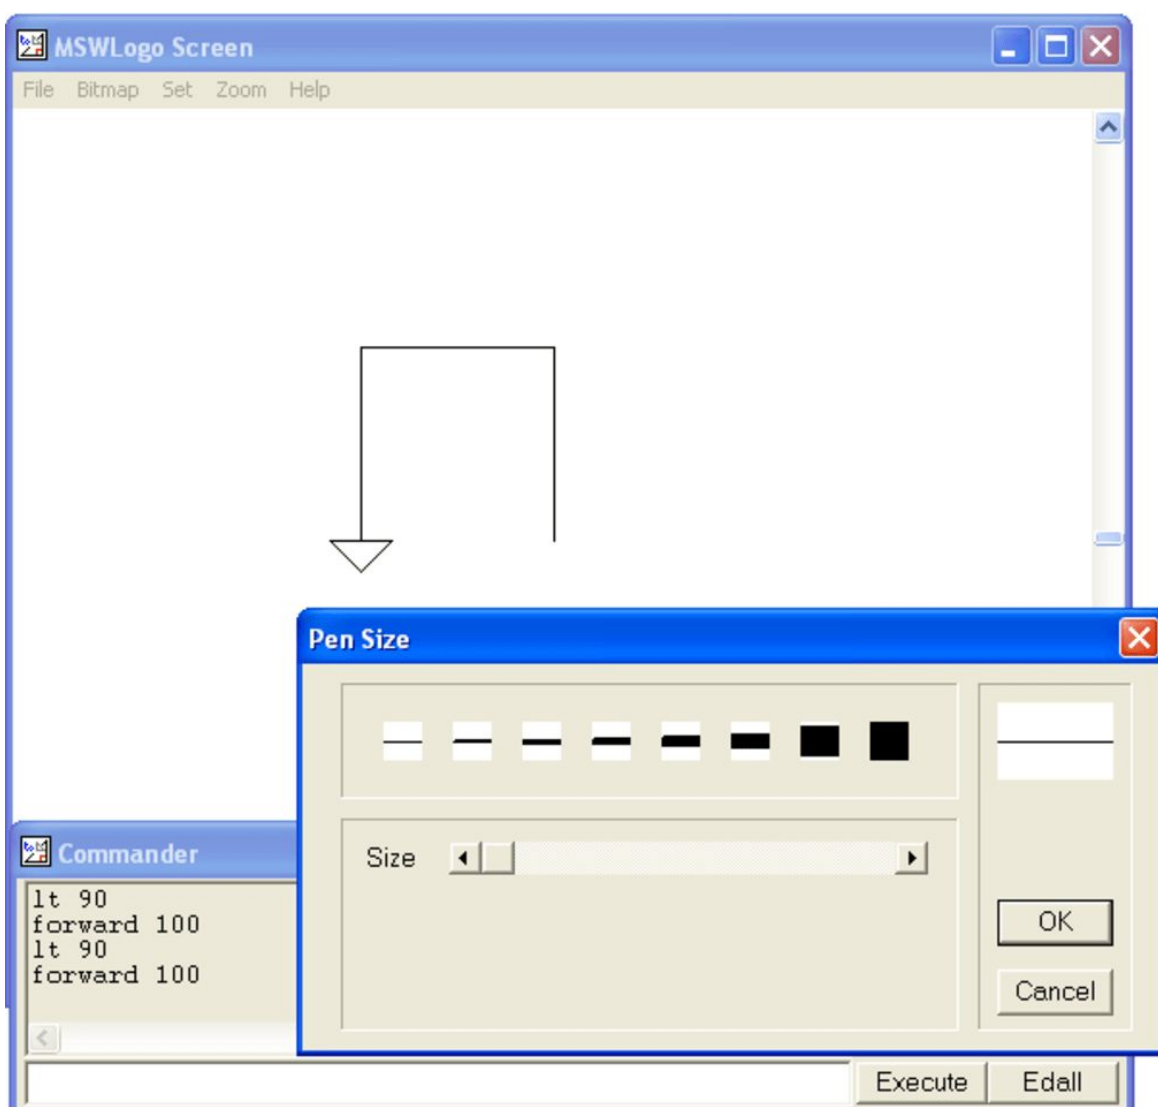 MSWLogo Screen
File Bitmap Set Zoom Help
Pen Size
Size
OK
Cancel
Commander
lt 90
forward 100
lt 90
forward 100
Execute
Edall